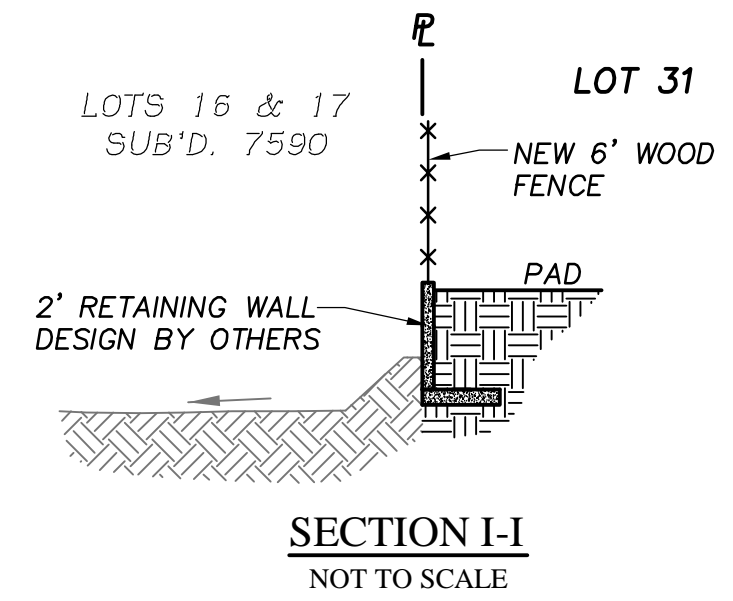 PL
LOT 31
LOTS 16 & 17
SUB'D. 7590
NEW 6' WOOD
FENCE
PAD
2' RETAINING WALL
DESIGN BY OTHERS
SECTION I-I
NOT TO SCALE